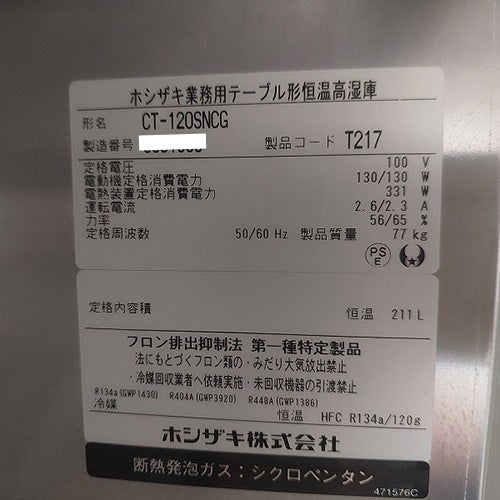 ホシザキ業務用テーブル形恒温高湿庫
形名 CT-120SNCG
製造番号 製品コード T217
定格電圧 100 V
電動機定格消費電力 130/130 W
電熱装置定格消費電力 331 W
運転電流 2.6/2.3 A
力率 56/65 %
定格周波数 50/60 Hz 製品質量 77 kg
PS
E
定格内容積 恒温 211 L
フロン排出抑制法 第一種特定製品
法にもとづくフロン類の・みだり大気放出禁止
・冷媒回収業者へ依頼実施・未回収機器の引渡禁止
R134a(GWP1430) R404A(GWP3920) R448A(GWP1386)
冷媒 恒温 HFC R134a/120g
ホシザキ株式会社
断熱発泡ガス:シクロペンタン
471576C